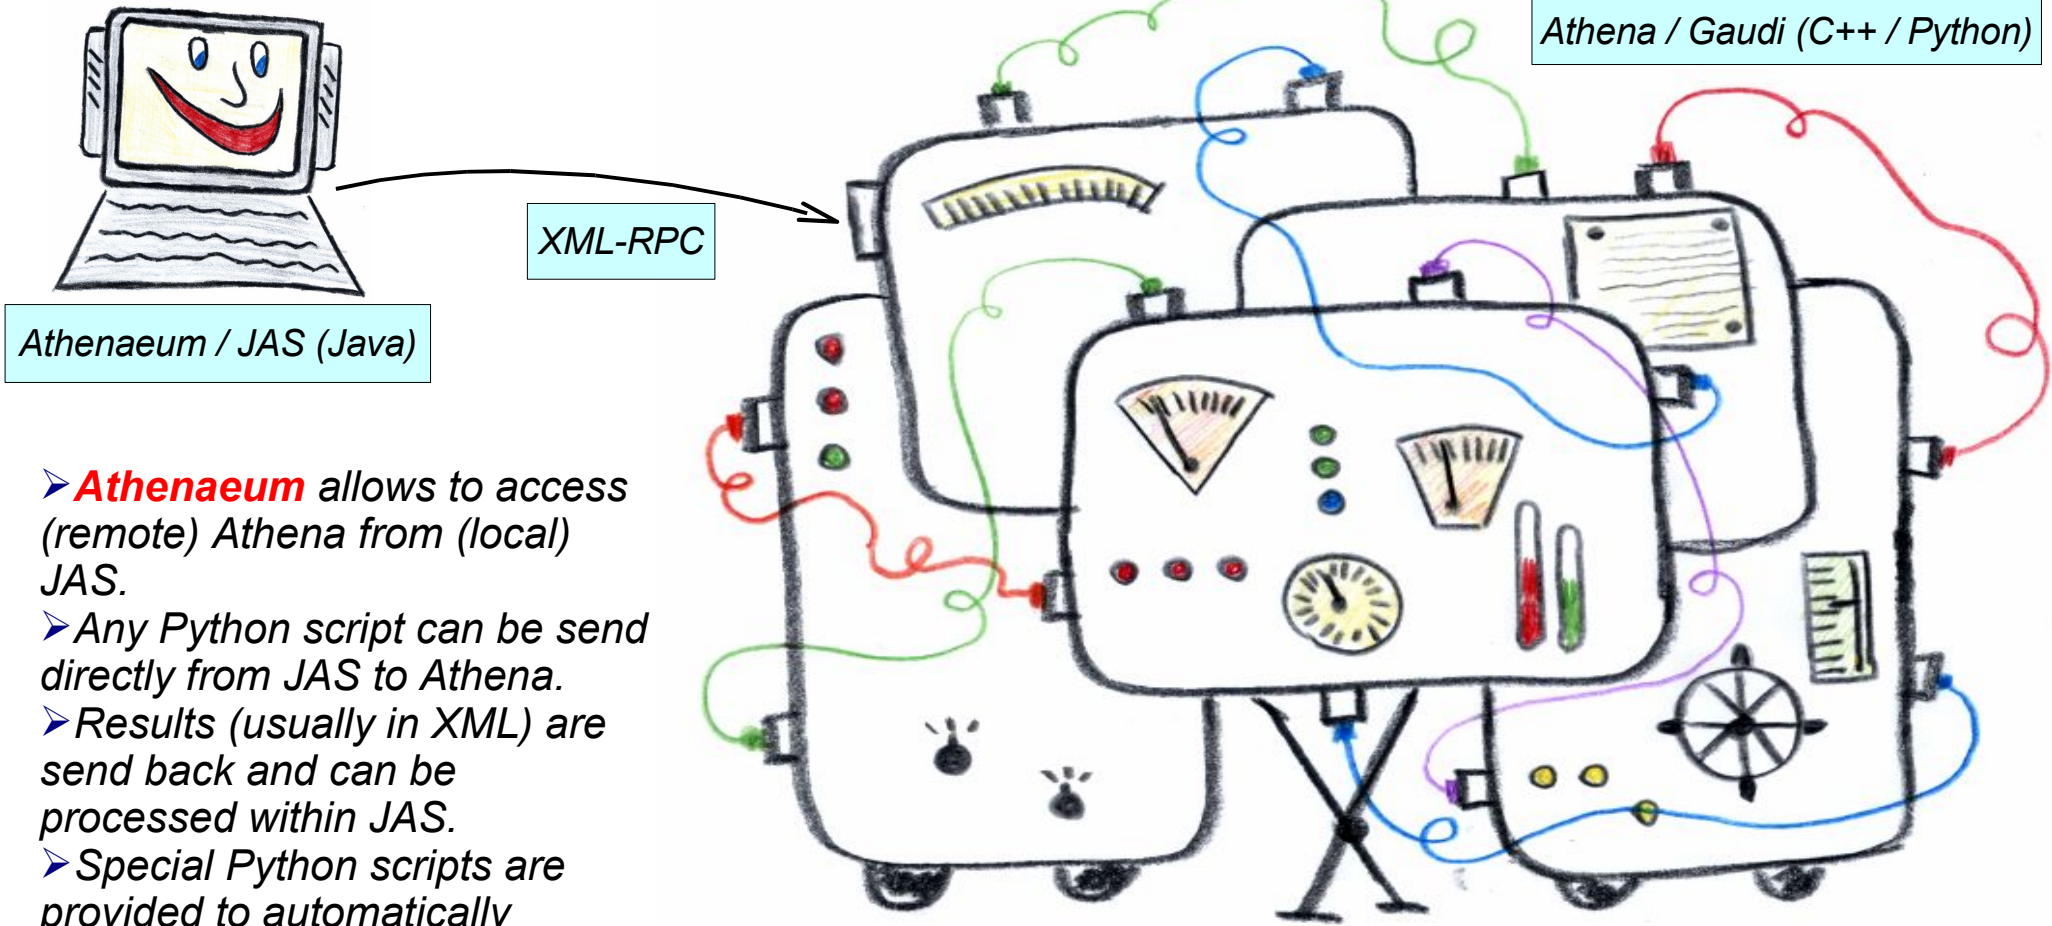 Athena / Gaudi (C++ / Python)
XML-RPC
Athenaeum / JAS (Java)
➢Athenaeum allows to access
(remote) Athena from (local)
JAS.
➢Any Python script can be send
directly from JAS to Athena.
➢Results (usually in XML) are
send back and can be
processed within JAS.
➢Special Python scripts are
provided to automatically